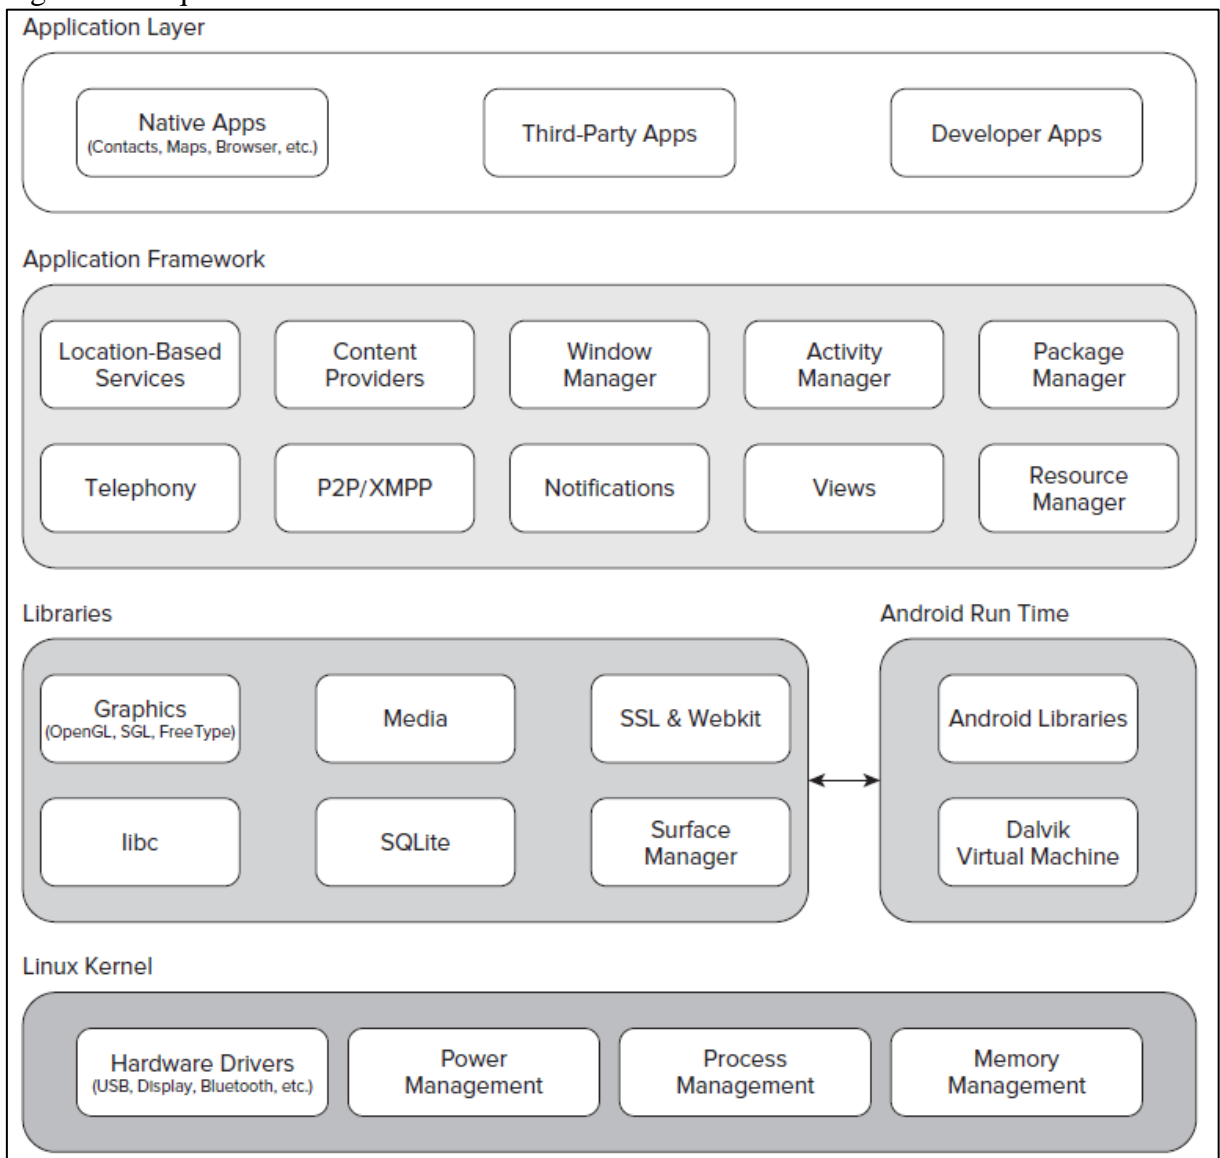 Application Layer
Native Apps
(Contacts, Maps, Browser, etc.)
Third-Party Apps
Developer Apps
Application Framework
Location-Based
Services
Content
Providers
Window
Manager
Activity
Manager
Package
Manager
Telephony
P2P/XMPP
Notifications
Views
Resource
Manager
Libraries
Android Run Time
Graphics
(OpenGL, SGL, FreeType)
Media
SSL & Webkit
Android Libraries
libc
SQLite
Surface
Manager
Dalvik
Virtual Machine
Linux Kernel
Hardware Drivers
(USB, Display, Bluetooth, etc.)
Power
Management
Process
Management
Memory
Management